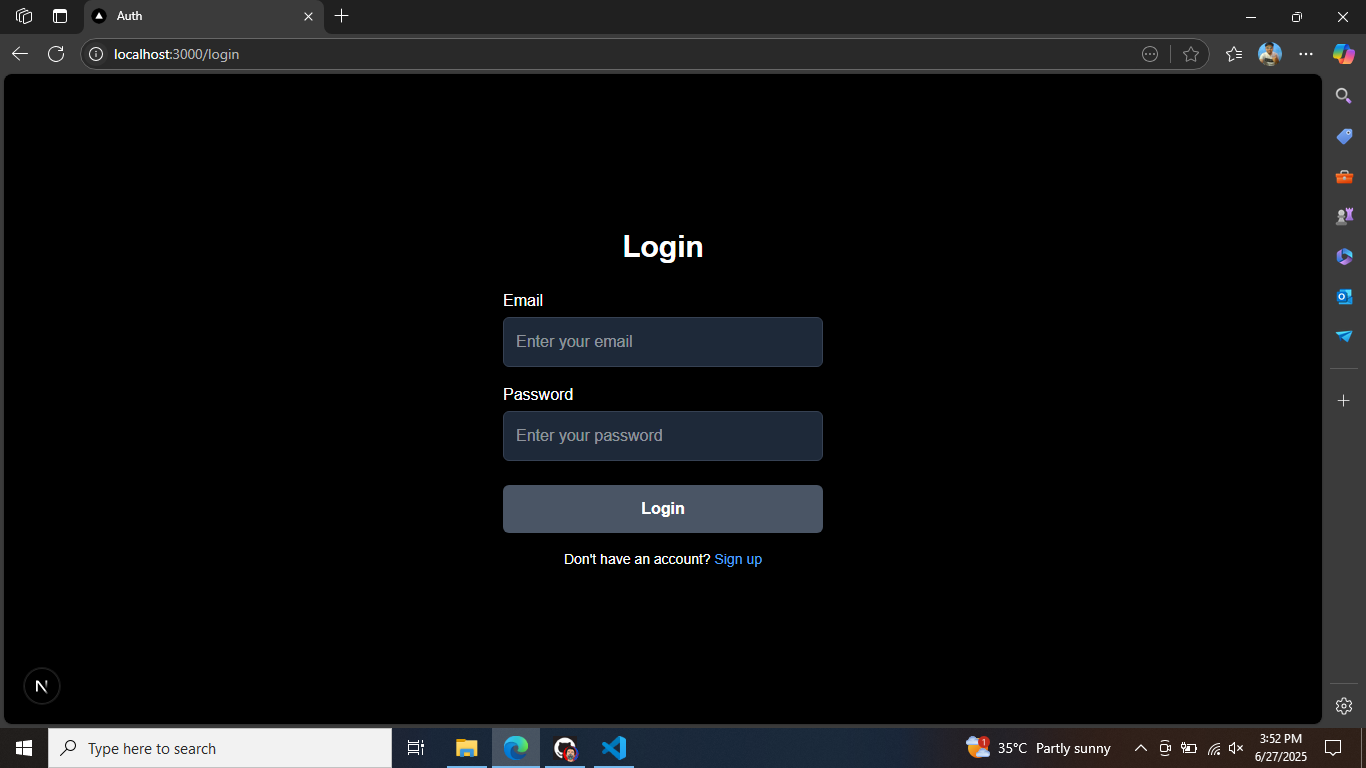 Auth
localhost:3000/login
Login
Email
Enter your email
Password
Enter your password
Login
Don't have an account? Sign up
N
Type here to search
1
35°C Partly sunny
3:52 PM
6/27/2025